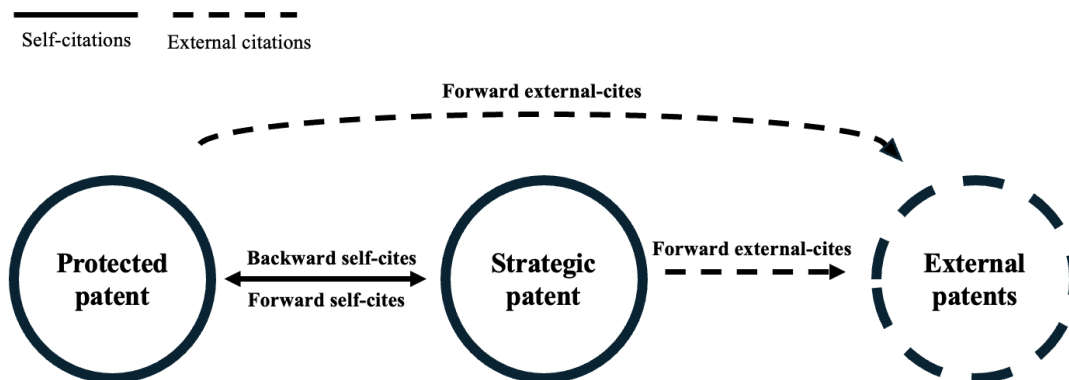 Self-citations
External citations
Forward external-cites
Protected
patent
Backward self-cites
Forward self-cites
Strategic
patent
Forward external-cites
External
patents